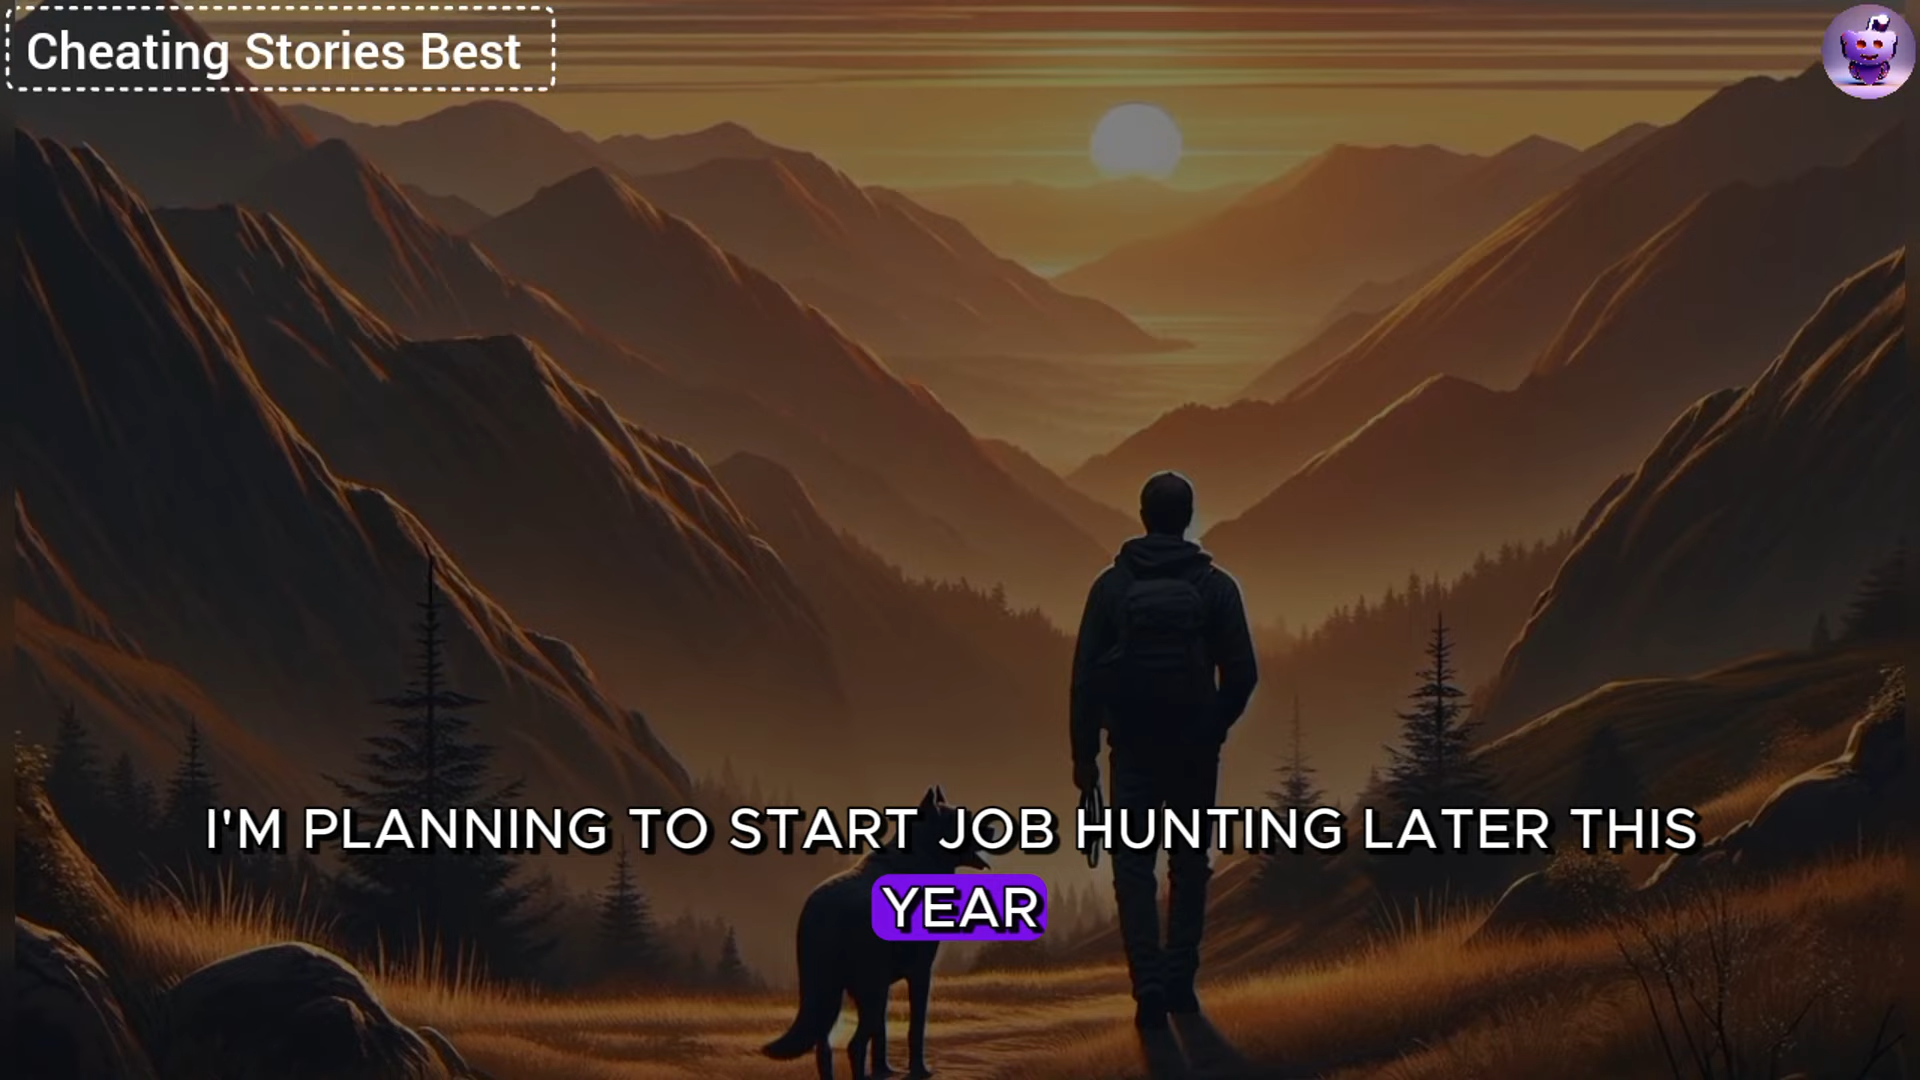 Cheating Stories Best
I'M PLANNING TO START JOB HUNTING LATER THIS
YEAR